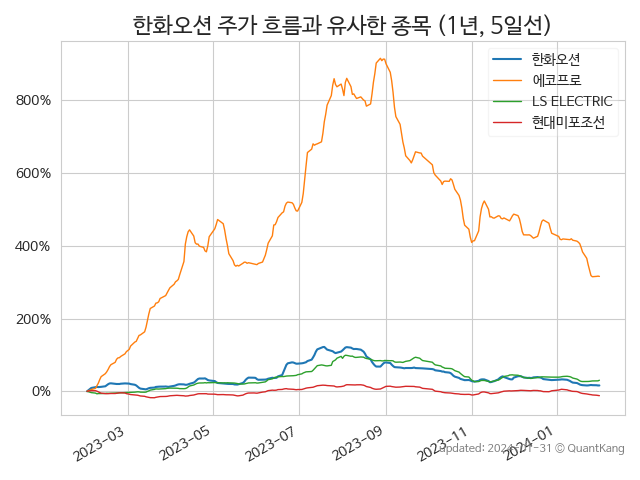 한화오션 주가 흐름과 유사한 종목 (1년, 5일선)
한화오션
에코프로
LS ELECTRIC
현대미포조선
800%
600%
400%
200%
0%
2023-03
2023-05
2023-07
2023-09
2023-11
2024-01
updated: 2024-01-31 © QuantKang